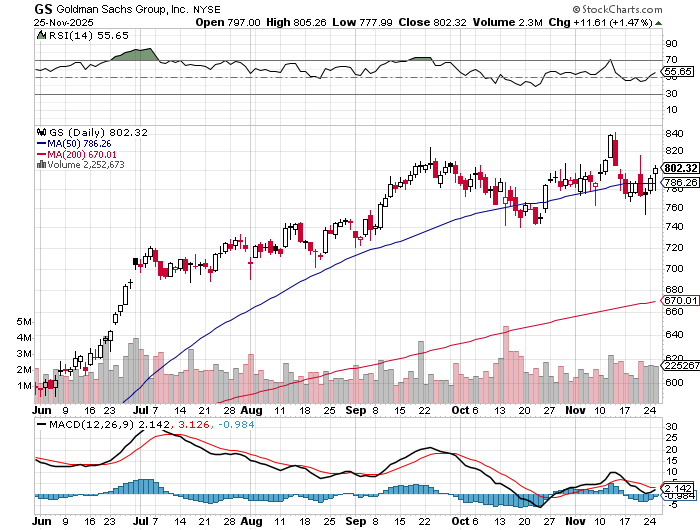 GS Goldman Sachs Group, Inc. NYSE
© StockCharts.com
25-Nov-2025
Open 797.00 High 805.26 Low 777.99 Close 802.32 Volume 2.3M Chg +11.61 (+1.47%)
RSI(14) 55.65
90
70
55.65
50
30
10
GS (Daily) 802.32
MA(50) 786.26
MA(200) 670.01
Volume 2,252,673
840
820
802.32
786.26
780
760
740
720
700
680
670.01
660
640
620
600
5M
4M
3M
2M
1M
225267
Jun 9 16 23 Jul 7 14 21 28 Aug 11 18 25 Sep 8 15 22 Oct 6 13 20 27 Nov 10 17 24
MACD(12,26,9) 2.142, 3.126, -0.984
30
25
20
15
10
5
2.142
-0.984
-5
Jun 9 16 23 Jul 7 14 21 28 Aug 11 18 25 Sep 8 15 22 Oct 6 13 20 27 Nov 10 17 24